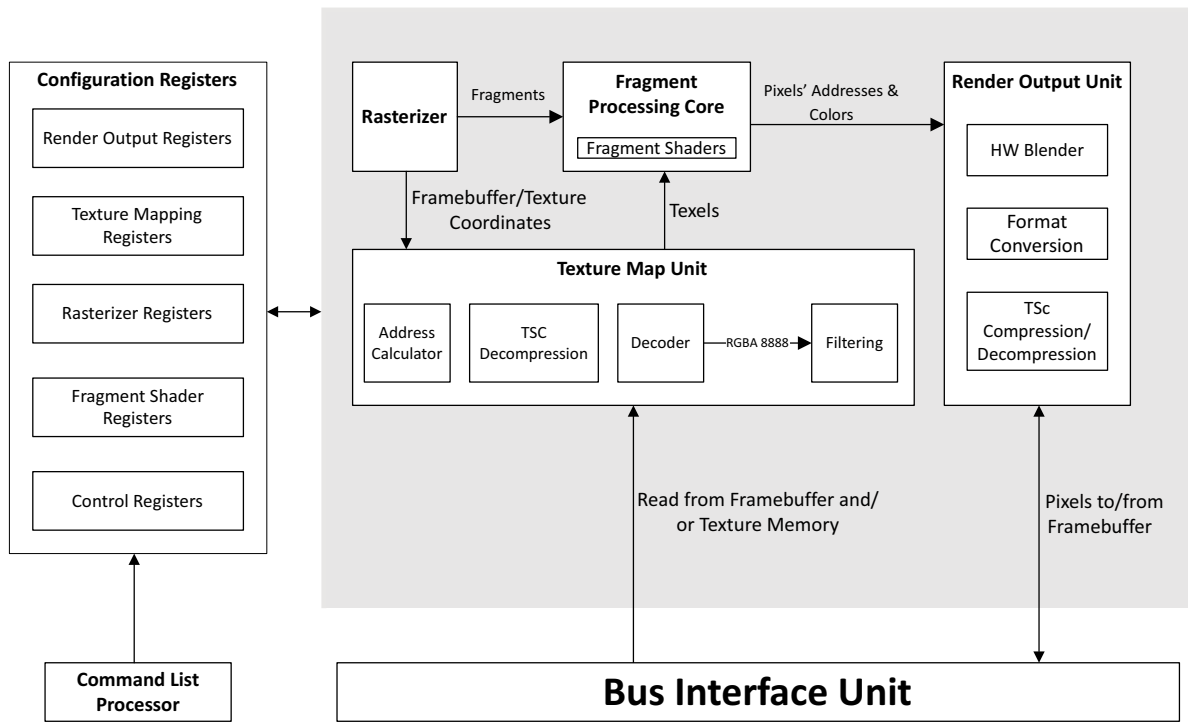 Configuration Registers
Render Output Registers
Texture Mapping
Registers
Rasterizer Registers
Fragment Shader
Registers
Control Registers
Command List
Processor
Rasterizer
Fragments
Fragment
Processing Core
Fragment Shaders
Pixels' Addresses &
Colors
Render Output Unit
HW Blender
Format
Conversion
TSc
Compression/
Decompression
Framebuffer/Texture
Coordinates
Texels
Texture Map Unit
Address
Calculator
TSC
Decompression
Decoder
RGBA 8888
Filtering
Read from Framebuffer and/
or Texture Memory
Pixels to/from
Framebuffer
Bus Interface Unit